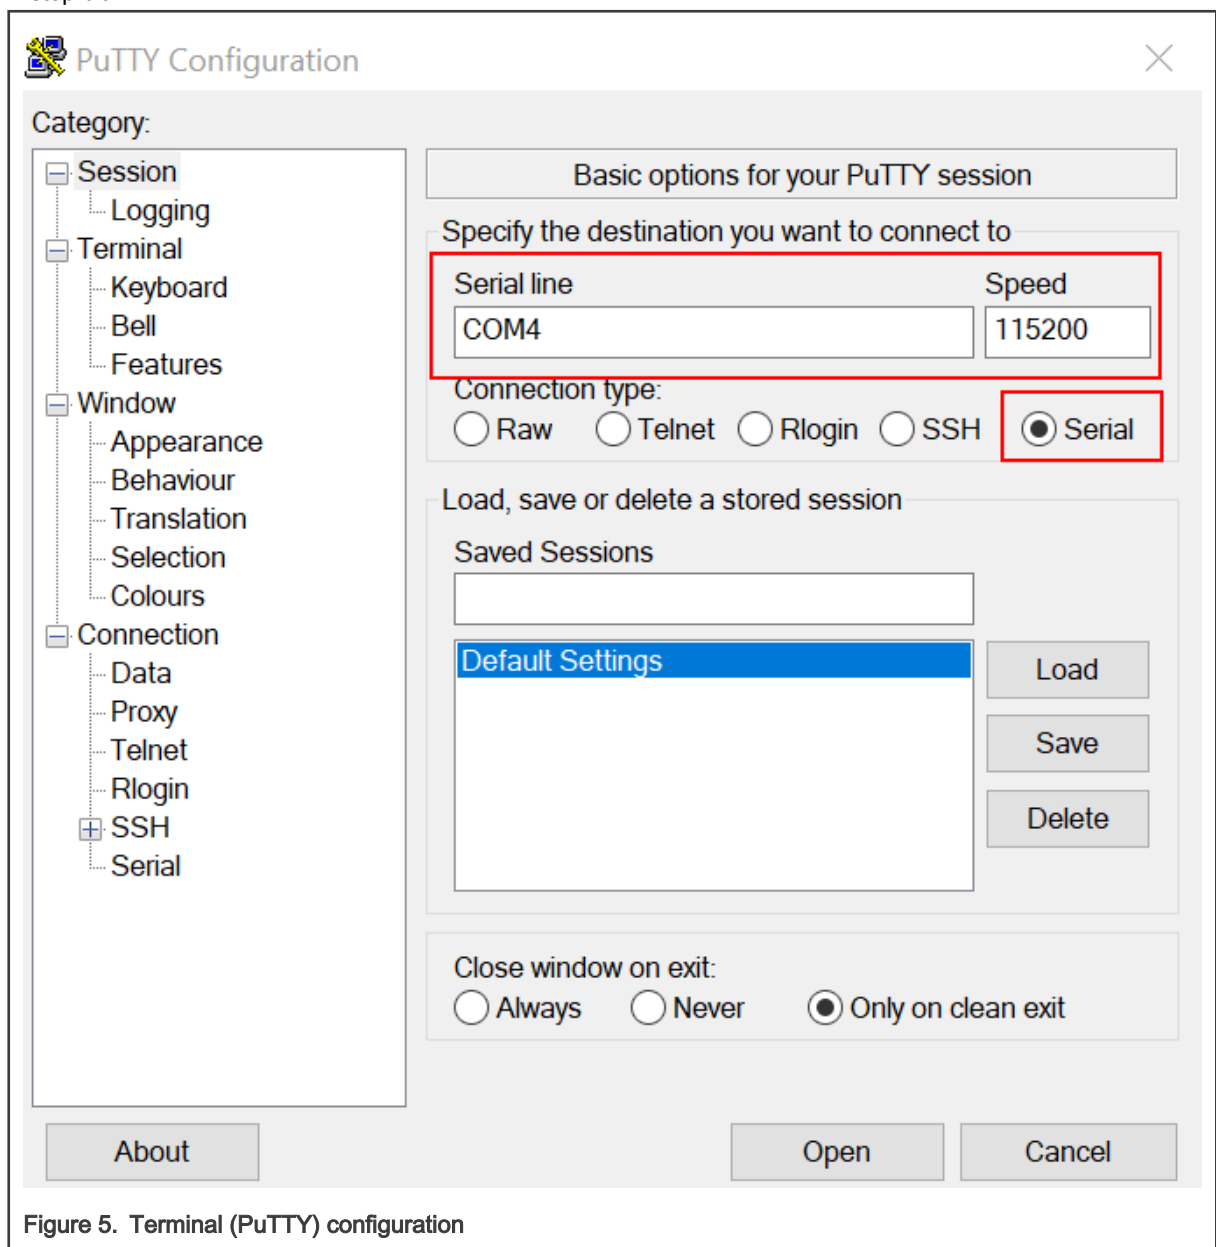 PuTTY Configuration
Category:
Session
Logging
Terminal
Keyboard
Bell
Features
Window
Appearance
Behaviour
Translation
Selection
Colours
Connection
Data
Proxy
Telnet
Rlogin
SSH
Serial
Basic options for your PuTTY session
Specify the destination you want to connect to
Serial line Speed
COM4 115200
Connection type:
Raw Telnet Rlogin SSH Serial
Load, save or delete a stored session
Saved Sessions
Default Settings
Load
Save
Delete
Close window on exit:
Always Never Only on clean exit
About Open Cancel
Figure 5. Terminal (PuTTY) configuration